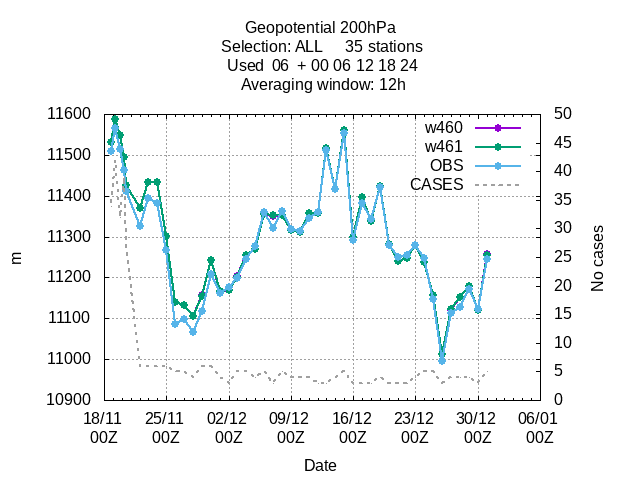 Geopotential 200hPa
Selection: ALL     35 stations
Used  06  + 00 06 12 18 24
Averaging window: 12h
w460
w461
OBS
CASES
11600
11500
11400
11300
11200
11100
11000
10900
50
45
40
35
30
25
20
15
10
5
0
m
No cases
18/11 25/11 02/12 09/12 16/12 23/12 30/12 06/01
00Z 00Z 00Z 00Z 00Z 00Z 00Z 00Z
Date